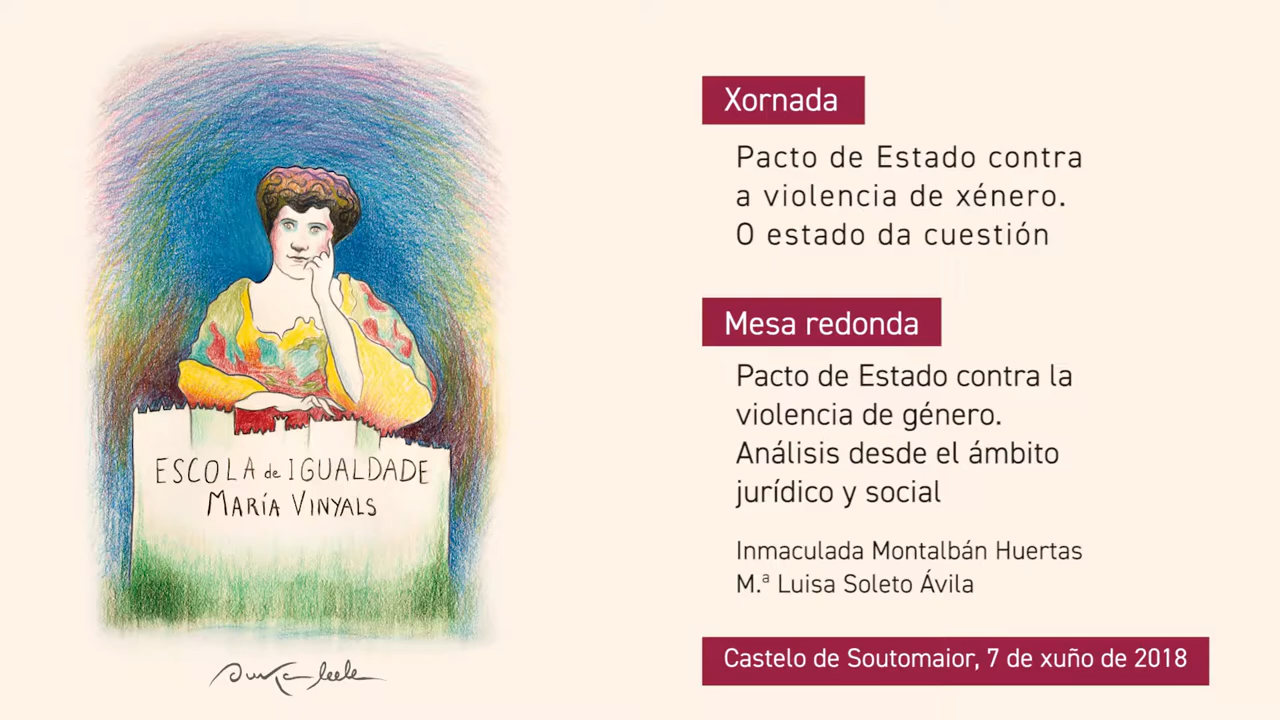 ESCOLA de IGUALDADE
MARÍA VINYALS
Xornada
Pacto de Estado contra
a violencia de xénero.
O estado da cuestión
Mesa redonda
Pacto de Estado contra la
violencia de género.
Análisis desde el ámbito
jurídico y social
Inmaculada Montalbán Huertas
M.ª Luisa Soleto Ávila
Castelo de Soutomaior, 7 de xuño de 2018